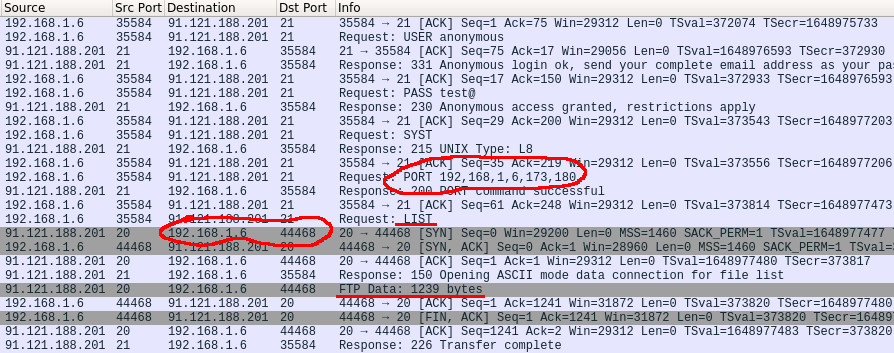 Source Src Port Destination Dst Port Info
192.168.1.6 35584 91.121.188.201 21 35584 → 21 [ACK] Seq=1 Ack=75 Win=29312 Len=0 TSval=372074 TSecr=1648975733
192.168.1.6 35584 91.121.188.201 21 Request: USER anonymous
91.121.188.201 21 192.168.1.6 35584 21 → 35584 [ACK] Seq=75 Ack=17 Win=29056 Len=0 TSval=1648976593 TSecr=372930
91.121.188.201 21 192.168.1.6 35584 Response: 331 Anonymous login ok, send your complete email address as your pas
192.168.1.6 35584 91.121.188.201 21 35584 → 21 [ACK] Seq=17 Ack=150 Win=29312 Len=0 TSval=372933 TSecr=1648976593
192.168.1.6 35584 91.121.188.201 21 Request: PASS test@
91.121.188.201 21 192.168.1.6 35584 Response: 230 Anonymous access granted, restrictions apply
192.168.1.6 35584 91.121.188.201 21 35584 → 21 [ACK] Seq=29 Ack=200 Win=29312 Len=0 TSval=373543 TSecr=1648977203
192.168.1.6 35584 91.121.188.201 21 Request: SYST
91.121.188.201 21 192.168.1.6 35584 Response: 215 UNIX Type: L8
192.168.1.6 35584 91.121.188.201 21 35584 → 21 [ACK] Seq=35 Ack=219 Win=29312 Len=0 TSval=373556 TSecr=1648977206
192.168.1.6 35584 91.121.188.201 21 Request: PORT 192,168,1,6,173,180
91.121.188.201 21 192.168.1.6 35584 Response: 200 PORT command successful
192.168.1.6 35584 91.121.188.201 21 35584 → 21 [ACK] Seq=61 Ack=248 Win=29312 Len=0 TSval=373814 TSecr=1648977473
192.168.1.6 35584 91.121.188.201 21 Request: LIST
91.121.188.201 20 192.168.1.6 44468 20 → 44468 [SYN] Seq=0 Win=29200 Len=0 MSS=1460 SACK_PERM=1 TSval=1648977477 T
192.168.1.6 44468 91.121.188.201 20 44468 → 20 [SYN, ACK] Seq=0 Ack=1 Win=28960 Len=0 MSS=1460 SACK_PERM=1 TSval=3
91.121.188.201 20 192.168.1.6 44468 20 → 44468 [ACK] Seq=1 Ack=1 Win=29312 Len=0 TSval=1648977480 TSecr=373817
91.121.188.201 21 192.168.1.6 35584 Response: 150 Opening ASCII mode data connection for file list
91.121.188.201 20 192.168.1.6 44468 FTP Data: 1239 bytes
192.168.1.6 44468 91.121.188.201 20 44468 → 20 [ACK] Seq=1 Ack=1241 Win=31872 Len=0 TSval=373820 TSecr=1648977480
192.168.1.6 44468 91.121.188.201 20 44468 → 20 [FIN, ACK] Seq=1 Ack=1241 Win=31872 Len=0 TSval=373820 TSecr=16489
91.121.188.201 20 192.168.1.6 44468 20 → 44468 [ACK] Seq=1241 Ack=2 Win=29312 Len=0 TSval=1648977483 TSecr=373820
91.121.188.201 21 192.168.1.6 35584 Response: 226 Transfer complete